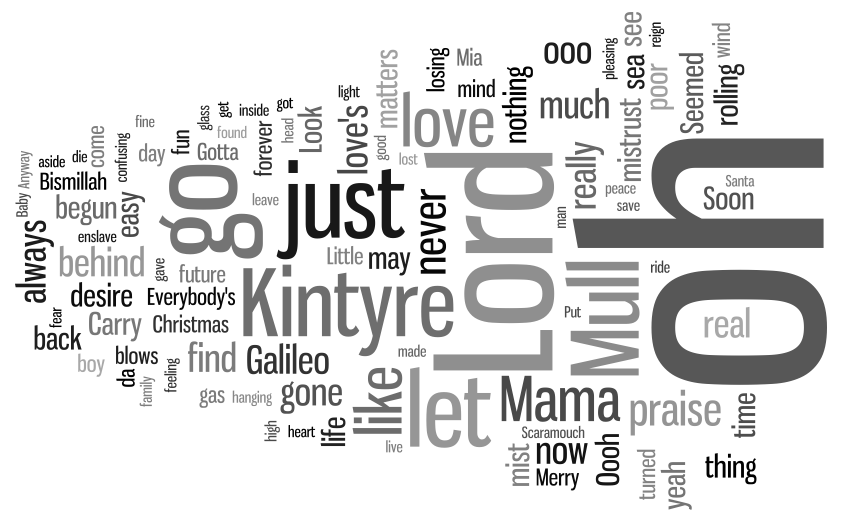 oh
Lord
just
go
Kintyre
let
Mull
love
Mama
like
never
praise
Galileo
find
gone
behind
always
begun
desire
easy
back
Carry
Christmas
Everybody's
future
gave
fear
boy
blows
da
family
feeling
gas
hanging
high
heart
life
live
made
may
Little
leave
enslave
Bismillah
Baby
Anyway
aside
die
come
confusing
fine
day
fun
Gotta
glass
get
found
inside
forever
got
head
Look
light
love's
matters
good
lost
losing
Mia
mind
nothing
ooo
much
pleasing
see
sea
reign
poor
mistrust
really
peace
save
man
Seemed
wind
rolling
Santa
Soon
ride
Put
real
time
thing
yeah
turned
Oooh
now
Scaramouch
Merry
mist